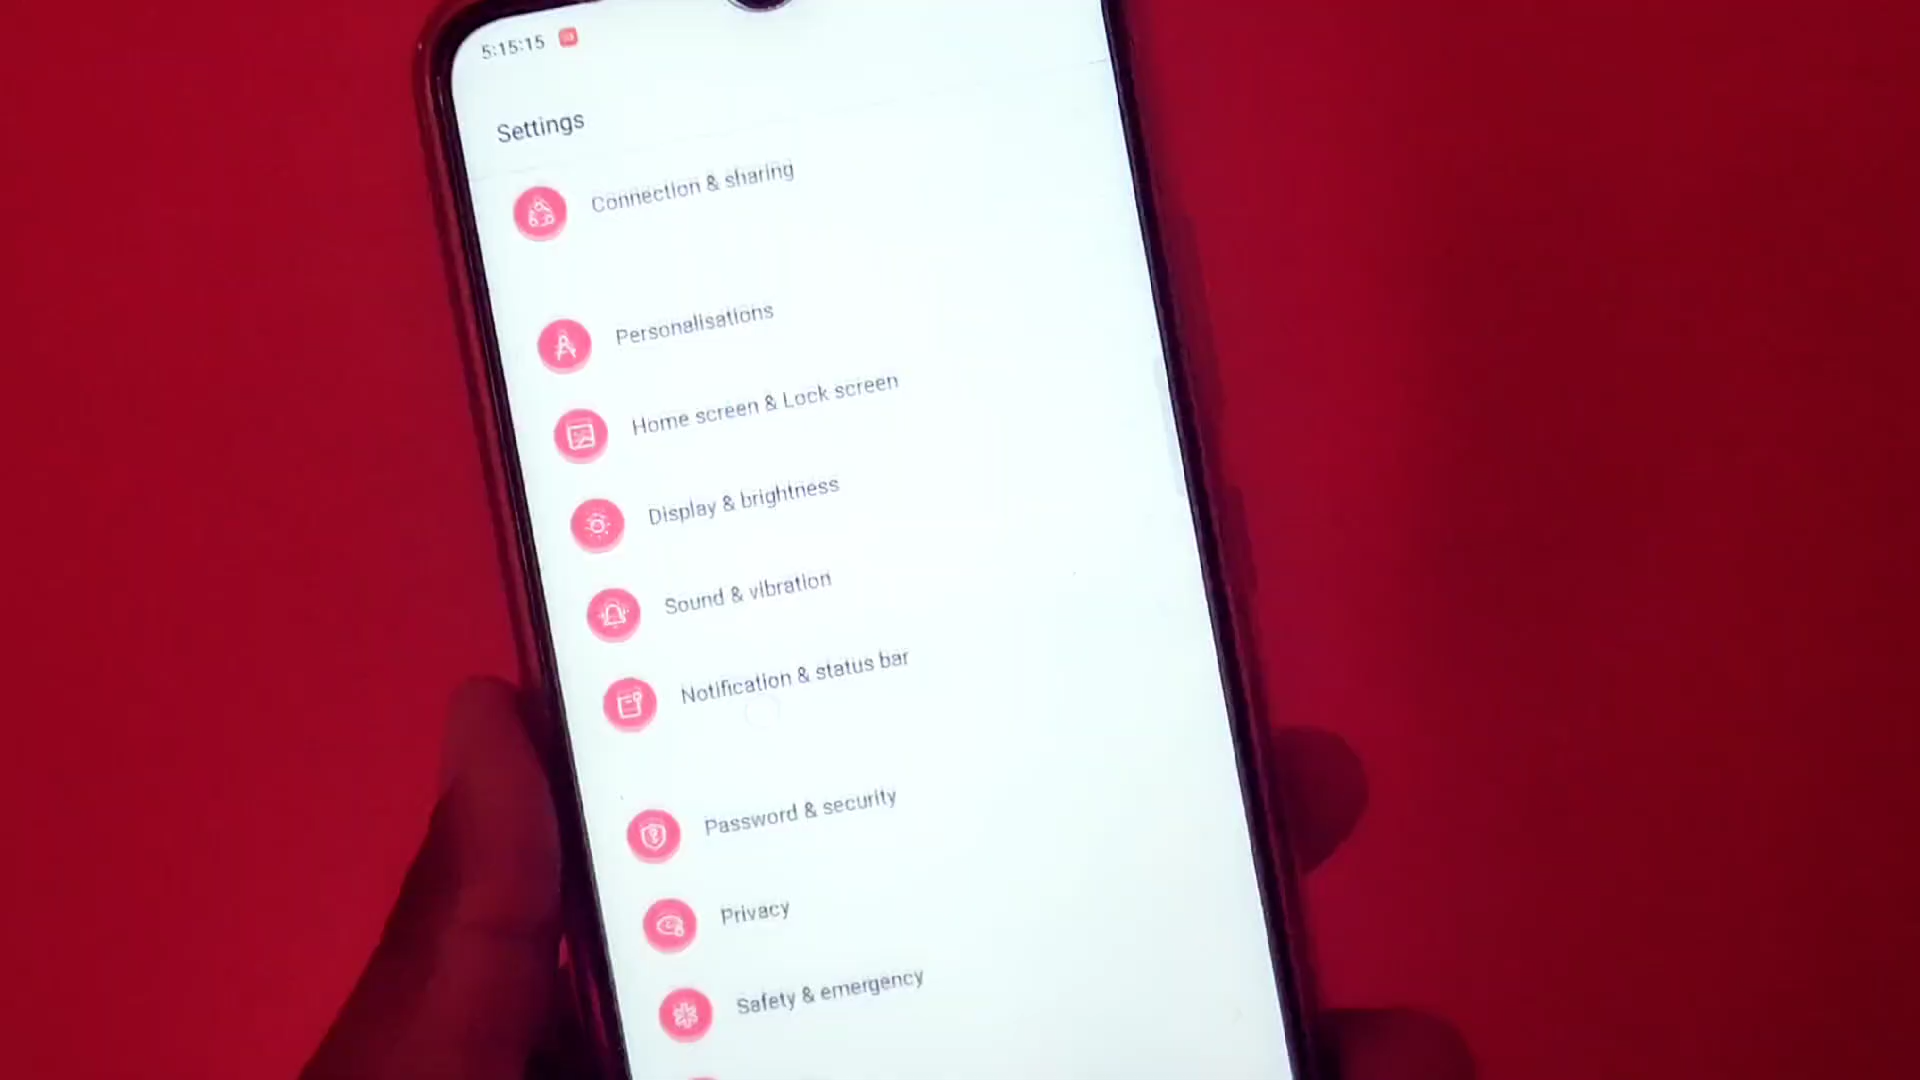 5:15:15
Settings
Connection & sharing
Personalisations
Home screen & Lock screen
Display & brightness
Sound & vibration
Notification & status bar
Password & security
Privacy
Safety & emergency